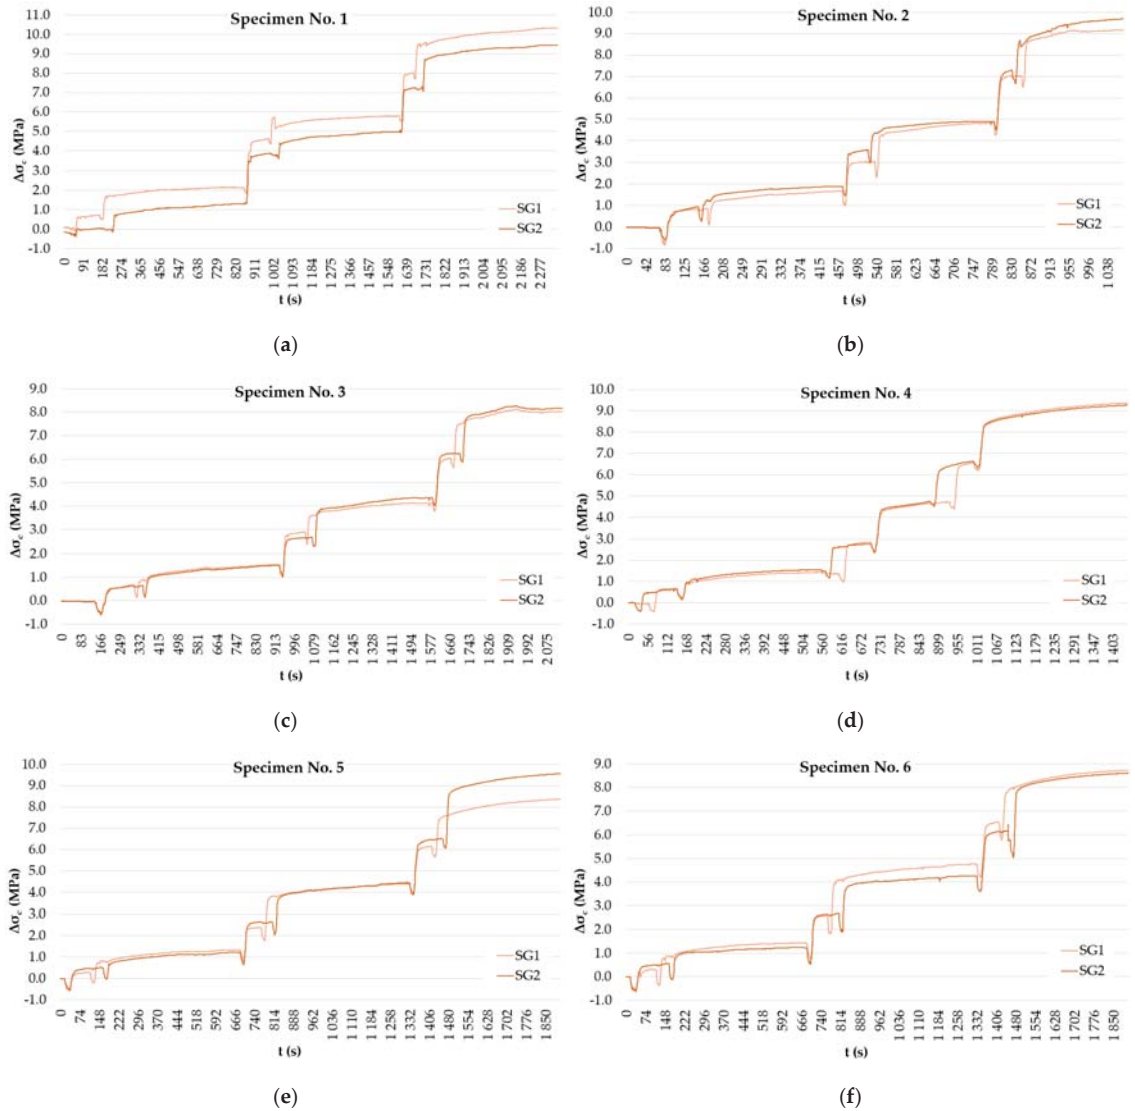 Specimen No. 1
11.0
10.0
9.0
8.0
7.0
6.0
5.0
4.0
3.0
2.0
1.0
0.0
-1.0
Δσc (MPa)
SG1
SG2
0 91 182 274 365 456 547 638 729 820 911 1 002 1 093 1 184 1 275 1 366 1 457 1 548 1 639 1 731 1 822 1 913 2 004 2 095 2 186 2 277
t (s)
(a)
Specimen No. 2
10.0
9.0
8.0
7.0
6.0
5.0
4.0
3.0
2.0
1.0
0.0
-1.0
Δσc (MPa)
SG1
SG2
0 42 83 125 166 208 249 291 332 374 415 457 498 540 581 623 664 706 747 789 830 872 913 955 996 1 038
t (s)
(b)
Specimen No. 3
9.0
8.0
7.0
6.0
5.0
4.0
3.0
2.0
1.0
0.0
-1.0
Δσc (MPa)
SG1
SG2
0 83 166 249 332 415 498 581 664 747 830 913 996 1 079 1 162 1 245 1 328 1 411 1 494 1 577 1 660 1 743 1 826 1 909 1 992 2 075
t (s)
(c)
Specimen No. 4
10.0
9.0
8.0
7.0
6.0
5.0
4.0
3.0
2.0
1.0
0.0
-1.0
Δσc (MPa)
SG1
SG2
0 56 112 168 224 280 336 392 448 504 560 616 672 731 787 843 899 955 1 011 1 067 1 123 1 179 1 235 1 291 1 347 1 403
t (s)
(d)
Specimen No. 5
10.0
9.0
8.0
7.0
6.0
5.0
4.0
3.0
2.0
1.0
0.0
-1.0
Δσc (MPa)
SG1
SG2
0 74 148 222 296 370 444 518 592 666 740 814 888 962 1 036 1 110 1 184 1 258 1 332 1 406 1 480 1 554 1 628 1 702 1 776 1 850
t (s)
(e)
Specimen No. 6
9.0
8.0
7.0
6.0
5.0
4.0
3.0
2.0
1.0
0.0
-1.0
Δσc (MPa)
SG1
SG2
0 74 148 222 296 370 444 518 592 666 740 814 888 962 1 036 1 110 1 184 1 258 1 332 1 406 1 480 1 554 1 628 1 702 1 776 1 850
t (s)
(f)